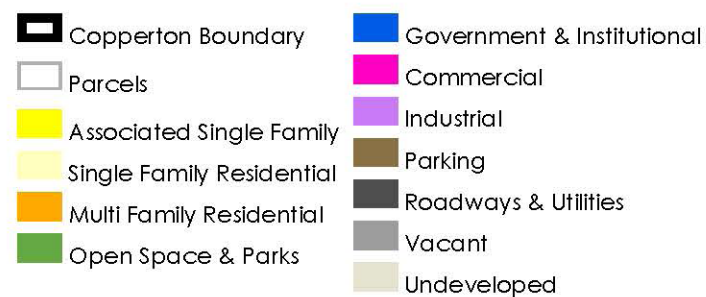 Copperton Boundary
Parcels
Associated Single Family
Single Family Residential
Multi Family Residential
Open Space & Parks
Government & Institutional
Commercial
Industrial
Parking
Roadways & Utilities
Vacant
Undeveloped